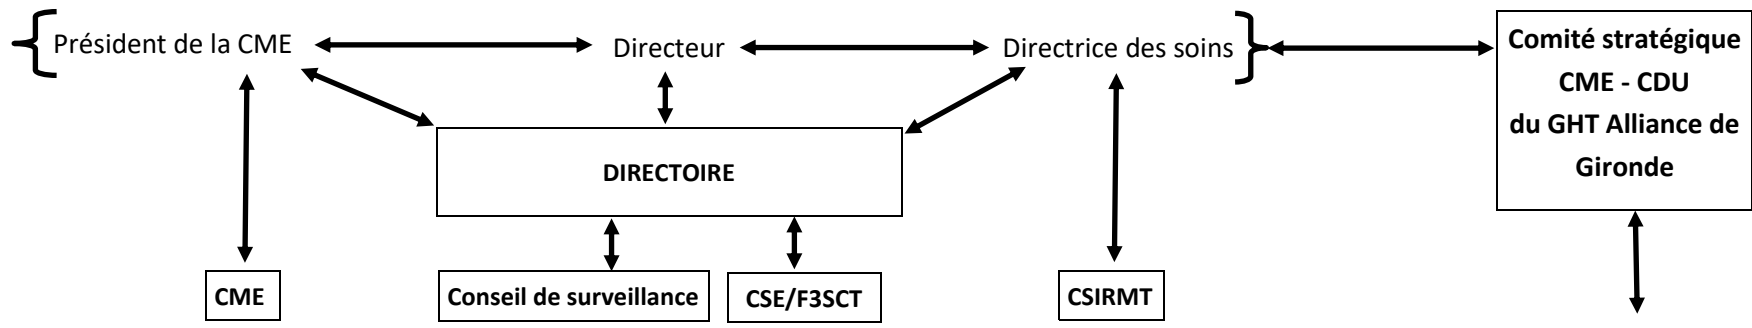 Président de la CME
Directeur
Directrice des soins
Comité stratégique
CME - CDU
du GHT Alliance de
Gironde
DIRECTOIRE
CME
Conseil de surveillance
CSE/F3SCT
CSIRMT